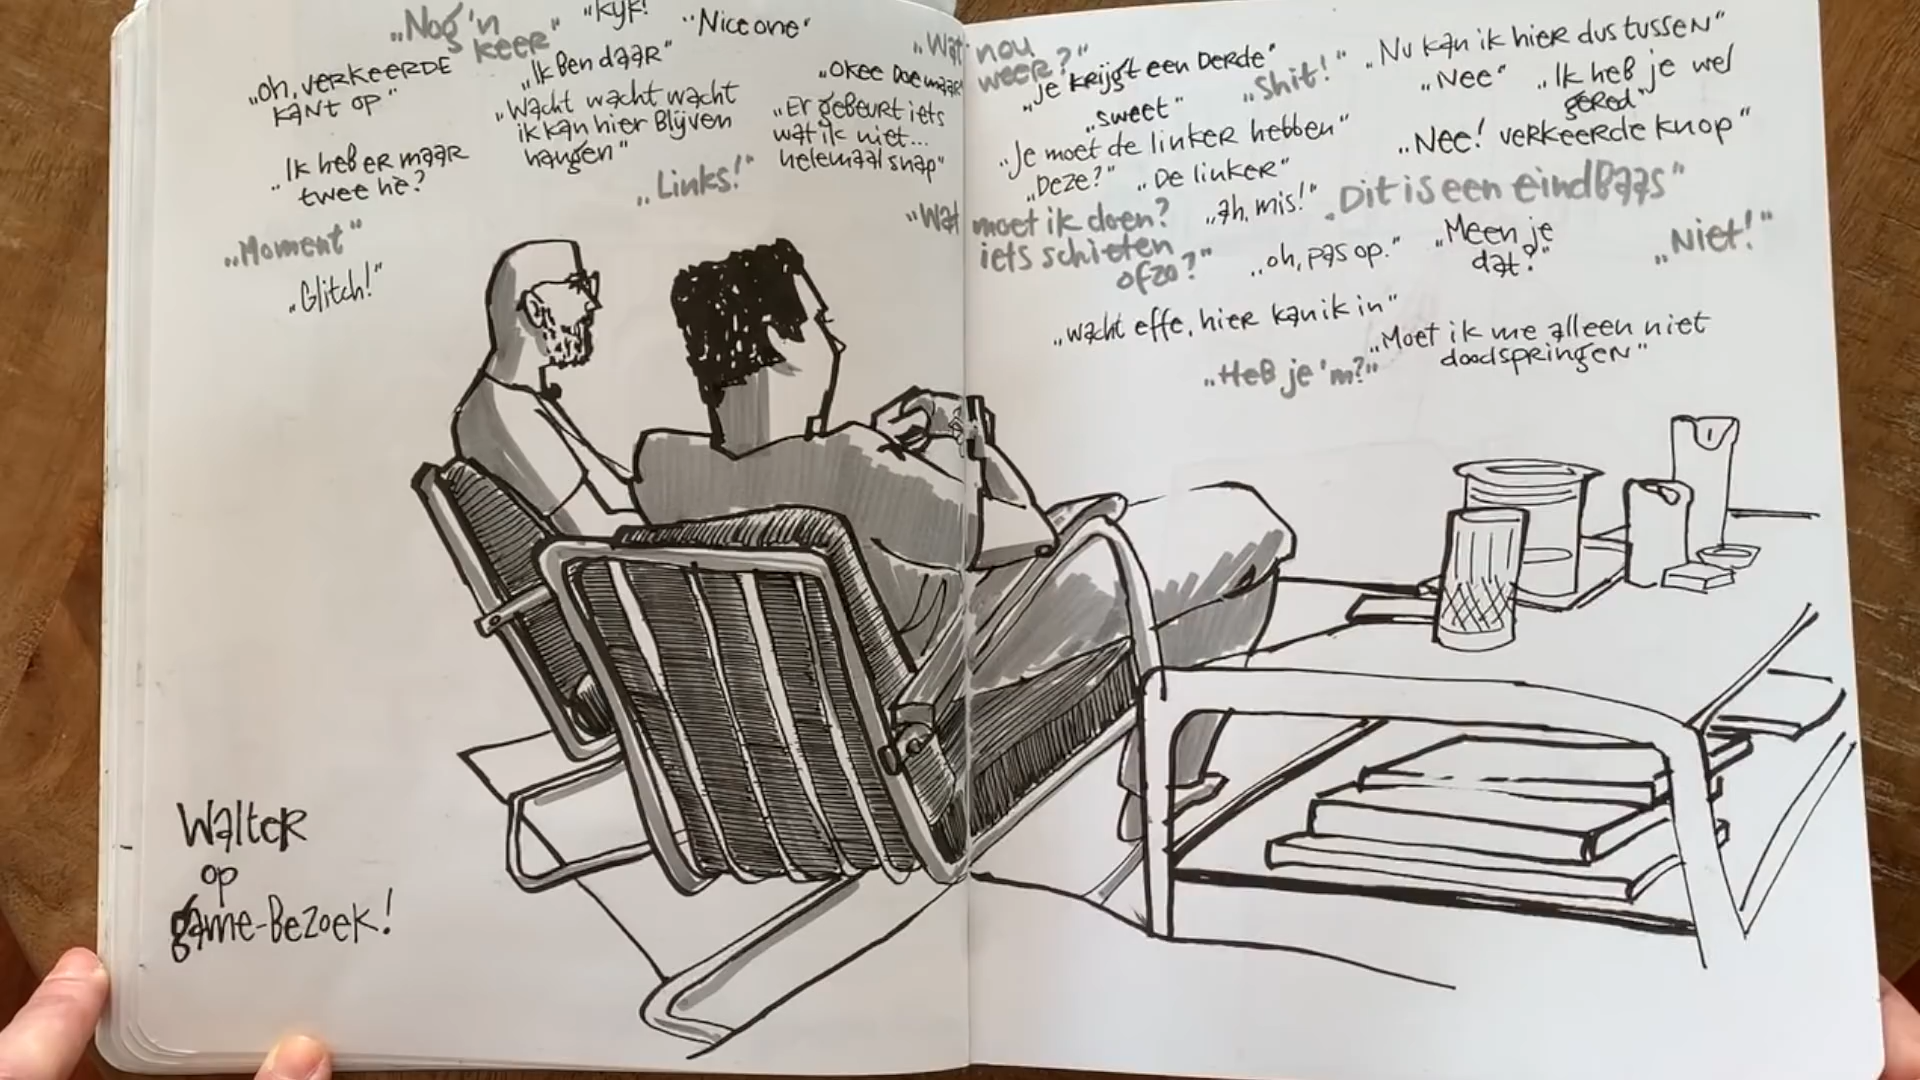 „Nog 'n
keer"
„kyk!
„Nice one"
„oh, verkeerde
kant op"
„Ik ben daar"
„Wacht wacht wacht
ik kan hier blijven
hangen"
„Okee doe maar"
„Er gebeurt iets
wat ik niet...
helemaal snap"
„Ik heb er maar
twee hè?
„Links!"
„Moment"
„Glitch!"
„Wat nou
weer?"
„Je krijgt een derde"
„sweet"
„Shit!"
„Nu kan ik hier dus tussen"
„Nee"
„Ik heb je wel
gered"
„Je moet de linker hebben"
„Nee! verkeerde knop"
„Deze?"
„De linker"
„Wat moet ik doen?
iets schieten
ofzo?"
„ah, mis!"
„Dit is een eindbaas"
„oh, pas op."
„Meen je
dat?"
„Niet!"
„wacht effe, hier kan ik in"
„Moet ik me alleen niet
doodspringen"
„Heb je 'm?"
Walter
op
game-Bezoek!